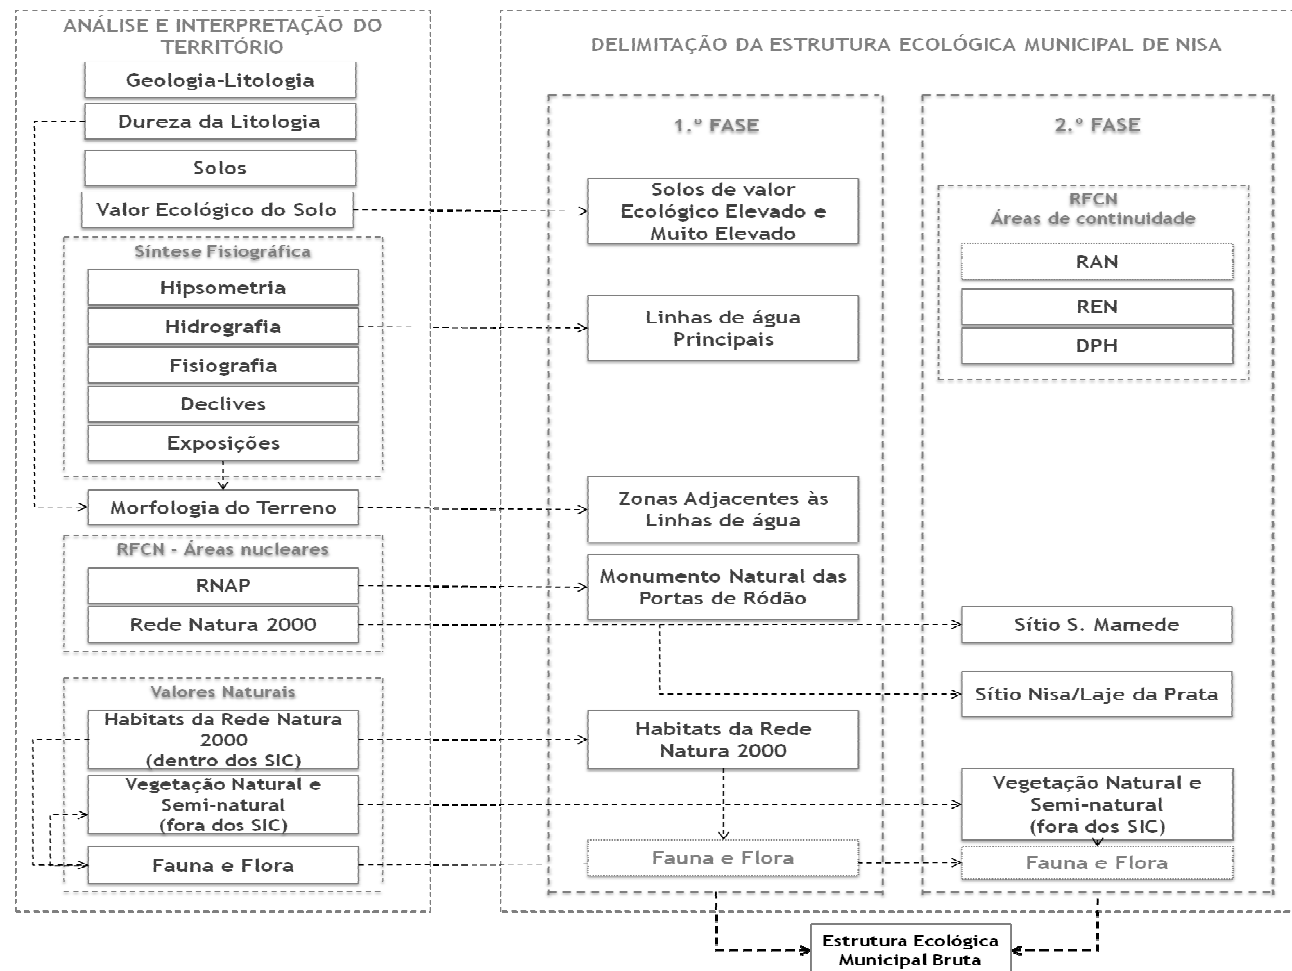 ANÁLISE E INTERPRETAÇÃO DO
TERRITÓRIO
Geologia-Litologia
Dureza da Litologia
Solos
Valor Ecológico do Solo
Síntese Fisiográfica
Hipsometria
Hidrografia
Fisiografia
Declives
Exposições
Morfologia do Terreno
RFCN - Áreas nucleares
RNAP
Rede Natura 2000
Valores Naturais
Habitats da Rede Natura
2000
(dentro dos SIC)
Vegetação Natural e
Semi-natural
(fora dos SIC)
Fauna e Flora
DELIMITAÇÃO DA ESTRUTURA ECOLÓGICA MUNICIPAL DE NISA
1.º FASE
Solos de valor
Ecológico Elevado e
Muito Elevado
Linhas de água
Principais
Zonas Adjacentes às
Linhas de água
Monumento Natural das
Portas de Ródão
Habitats da Rede
Natura 2000
Fauna e Flora
2.º FASE
RFCN
Áreas de continuidade
RAN
REN
DPH
Sítio S. Mamede
Sítio Nisa/Laje da Prata
Vegetação Natural e
Semi-natural
(fora dos SIC)
Fauna e Flora
Estrutura Ecológica
Municipal Bruta